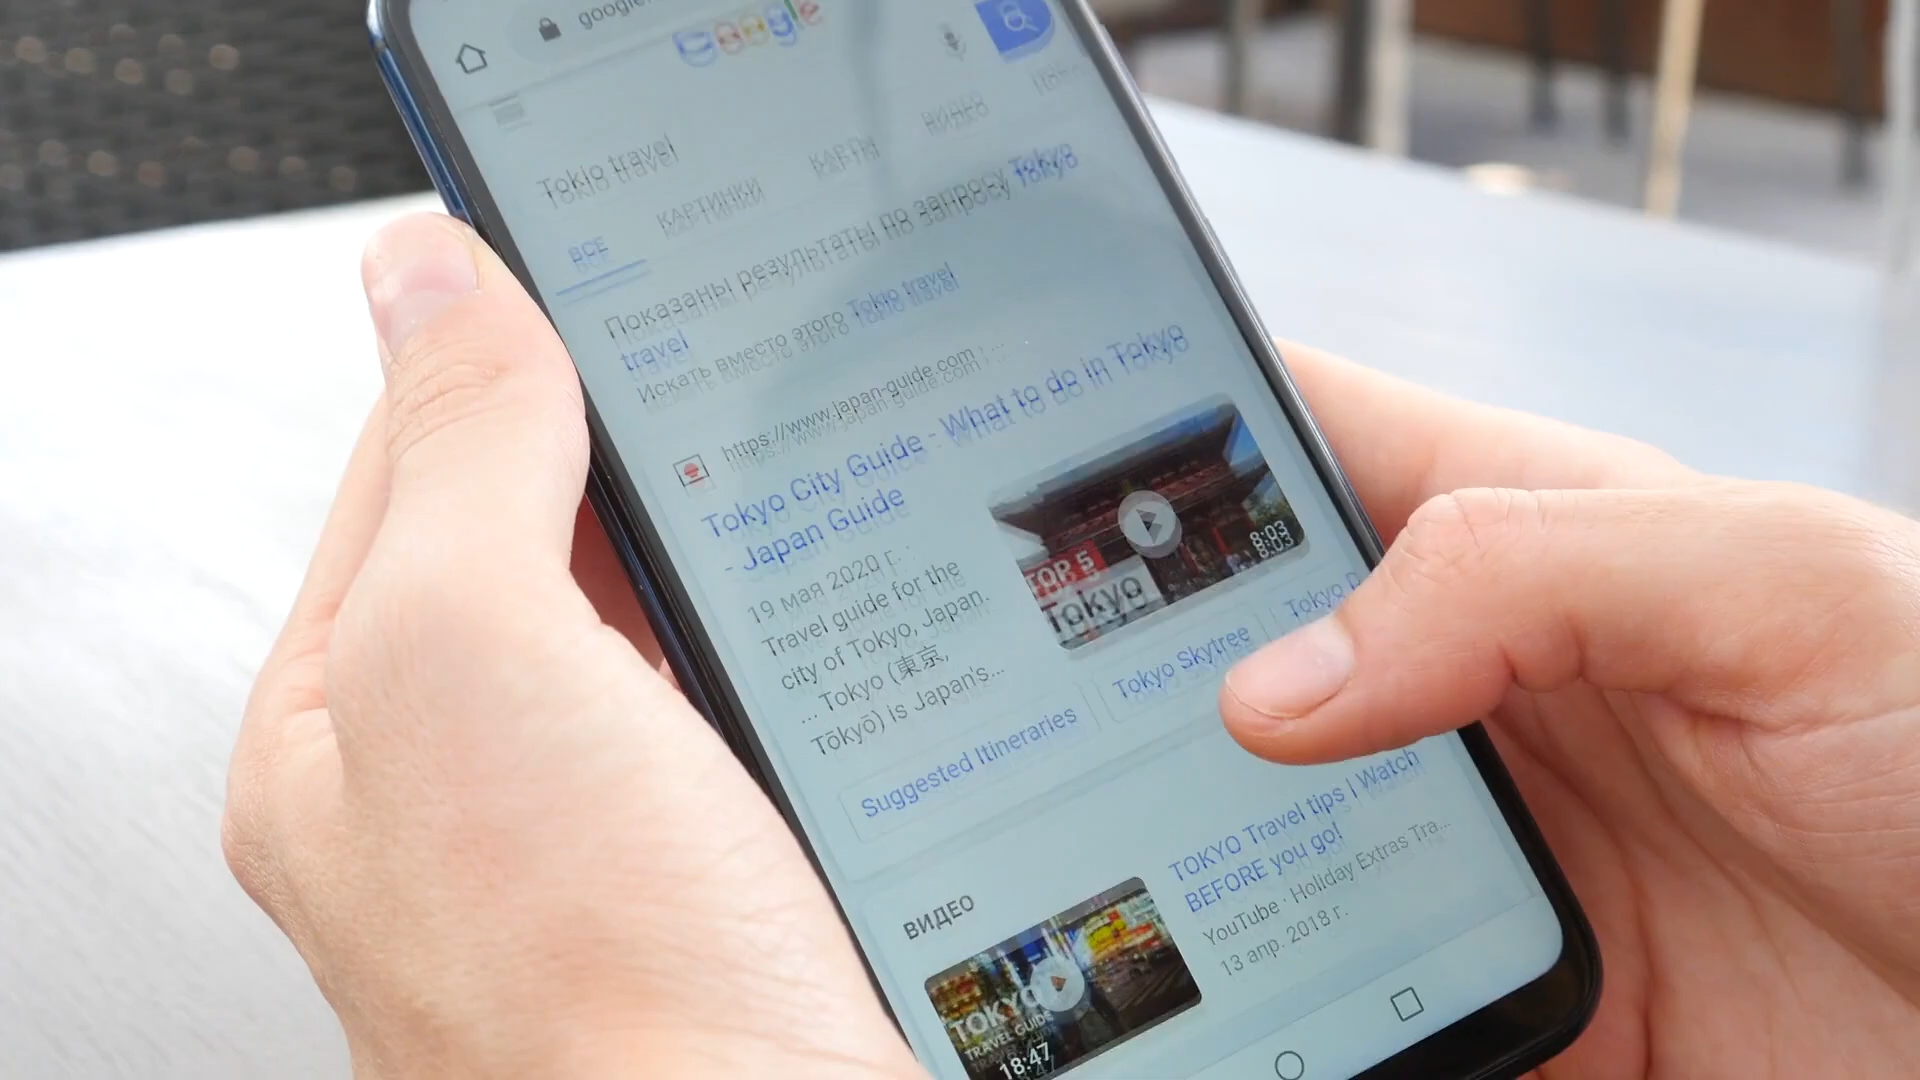 Google
Tokio travel
ВСЕ КАРТИНКИ КАРТЫ ВИДЕО
Показаны результаты по запросу Tokyo
travel
Искать вместо этого Tokio travel
https://www.japan-guide.com
Tokyo City Guide - What to do in Tokyo
- Japan Guide
19 мая 2020 г. ·
Travel guide for the
city of Tokyo, Japan.
... Tokyo (東京,
Tōkyō) is Japan's...
TOP 5
Tokyo
8:03
Suggested Itineraries
Tokyo Skytree
Tokyo
ВИДЕО
TOKYO
TRAVEL GUIDE
18:47
TOKYO Travel tips | Watch
BEFORE you go!
YouTube · Holiday Extras Tra...
13 апр. 2018 г.